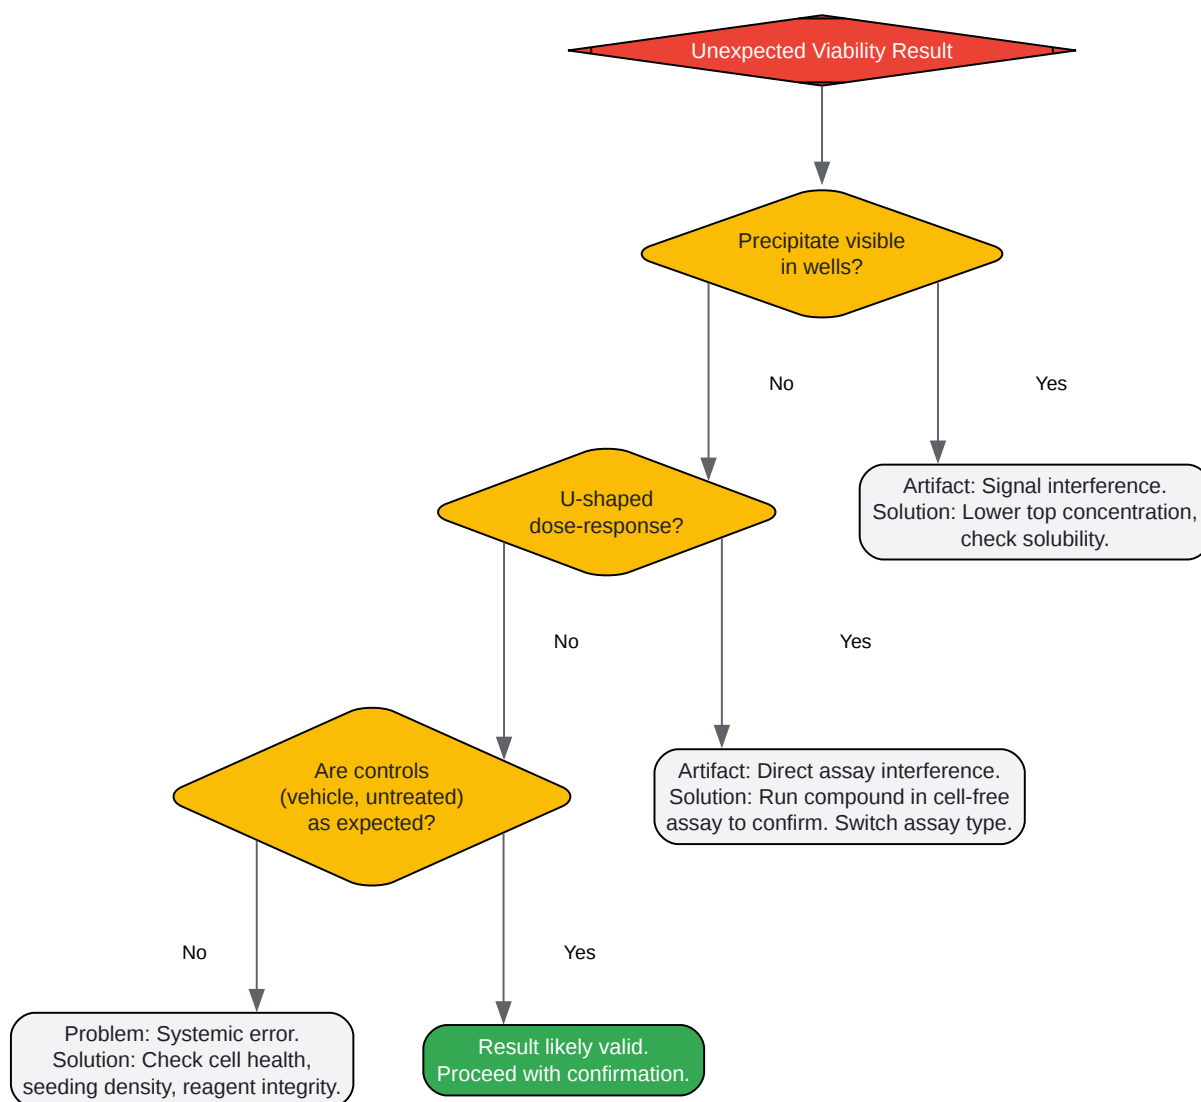 Unexpected Viability Result
Precipitate visible
in wells?
No
Yes
Artifact: Signal interference.
Solution: Lower top concentration,
check solubility.
U-shaped
dose-response?
No
Yes
Artifact: Direct assay interference.
Solution: Run compound in cell-free
assay to confirm. Switch assay type.
Are controls
(vehicle, untreated)
as expected?
No
Yes
Problem: Systemic error.
Solution: Check cell health,
seeding density, reagent integrity.
Result likely valid.
Proceed with confirmation.